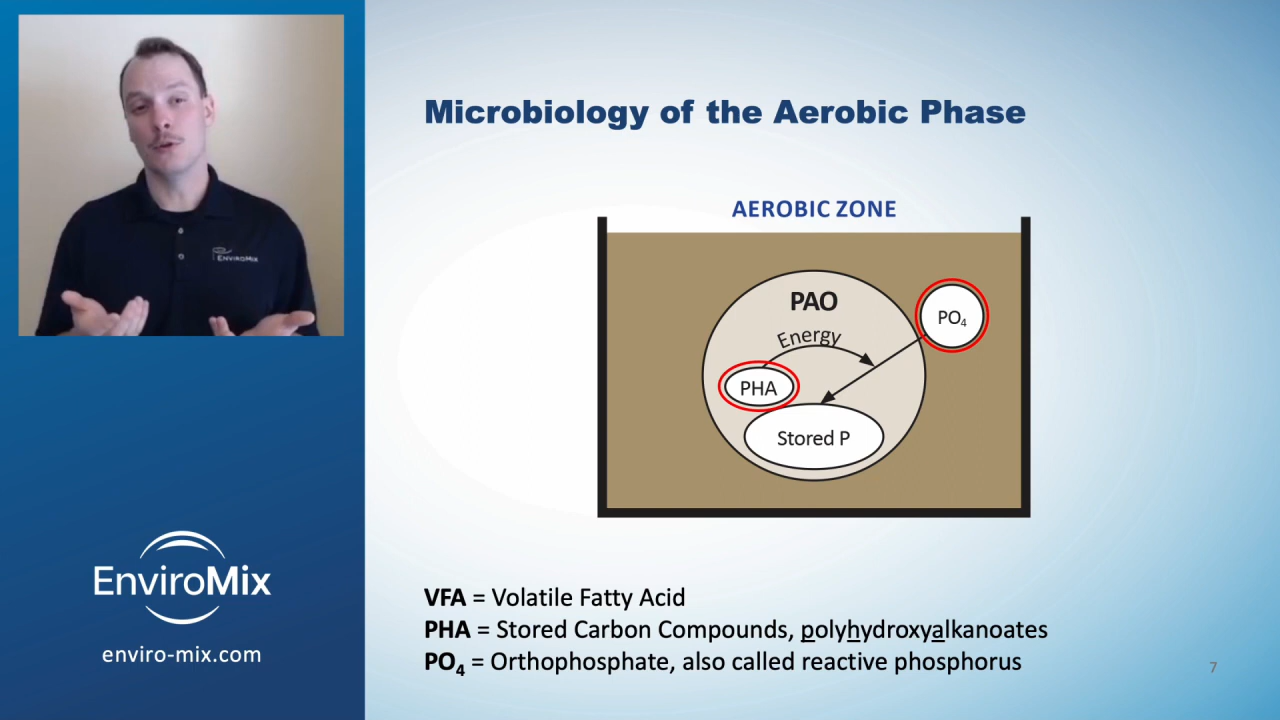 Microbiology of the Aerobic Phase
AEROBIC ZONE
PAO
Energy
PO₄
PHA
Stored P
VFA = Volatile Fatty Acid
PHA = Stored Carbon Compounds, polyhydroxyalkanoates
PO₄ = Orthophosphate, also called reactive phosphorus
7
ENVIROMIX
EnviroMix
enviro-mix.com